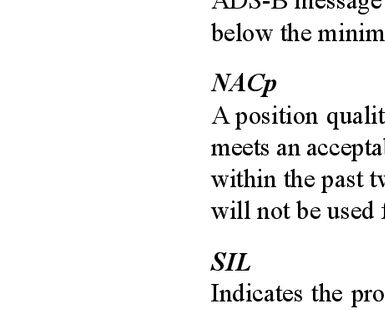 ADS-B message
below the minim
NACp
A position qualit
meets an accepta
within the past tw
will not be used f
SIL
Indicates the pro